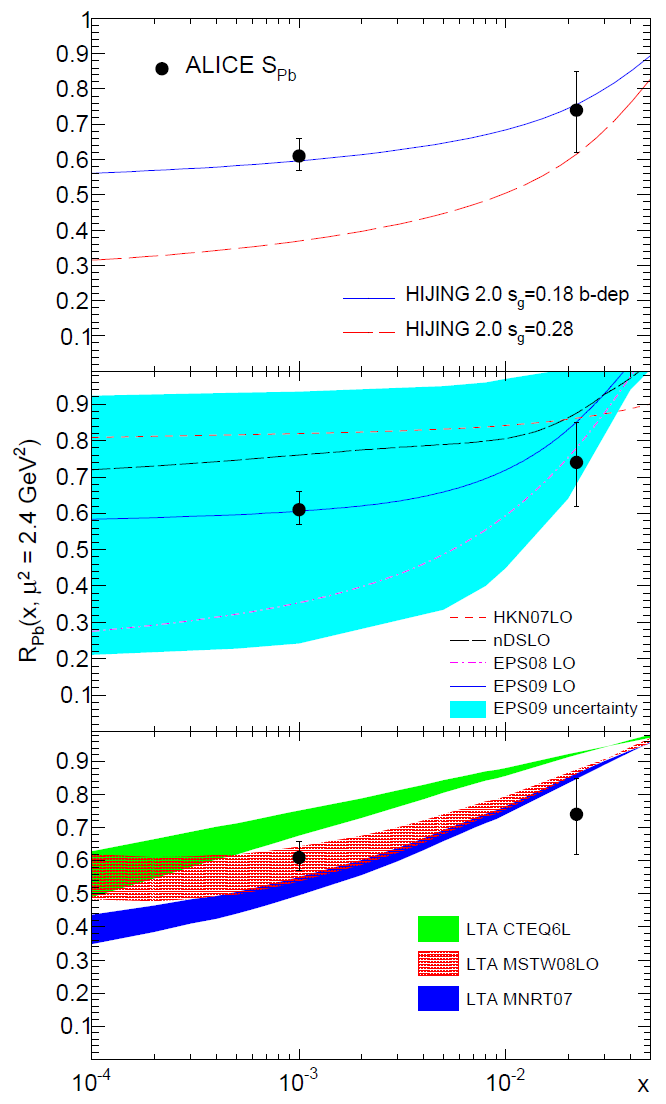 1
0.9
0.8
0.7
0.6
0.5
0.4
0.3
0.2
0.1
ALICE S_Pb
HIJING 2.0 s_g=0.18 b-dep
HIJING 2.0 s_g=0.28
R_Pb(x, μ² = 2.4 GeV²)
0.9
0.8
0.7
0.6
0.5
0.4
0.3
0.2
0.1
HKN07LO
nDSLO
EPS08 LO
EPS09 LO
EPS09 uncertainty
0.9
0.8
0.7
0.6
0.5
0.4
0.3
0.2
0.1
LTA CTEQ6L
LTA MSTW08LO
LTA MNRT07
10⁻⁴ 10⁻³ 10⁻² x